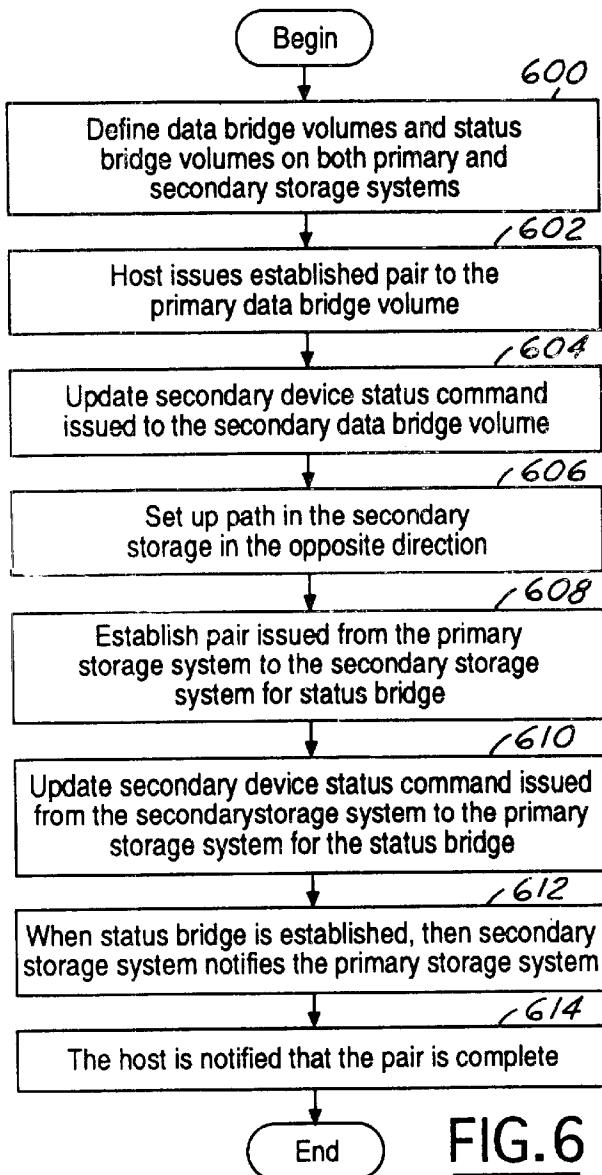 Begin
600
Define data bridge volumes and status
bridge volumes on both primary and
secondary storage systems
602
Host issues established pair to the
primary data bridge volume
604
Update secondary device status command
issued to the secondary data bridge volume
606
Set up path in the secondary
storage in the opposite direction
608
Establish pair issued from the primary
storage system to the secondary storage
system for status bridge
610
Update secondary device status command issued
from the secondarystorage system to the primary
storage system for the status bridge
612
When status bridge is established, then secondary
storage system notifies the primary storage system
614
The host is notified that the pair is complete
End
FIG.6